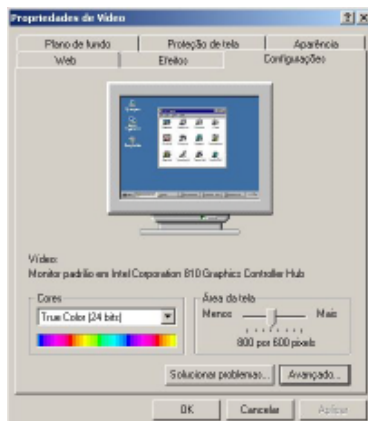 Propriedades de Vídeo
Plano de fundo Proteção de tela Aparência
Web Efeitos Configurações
Vídeo:
Monitor padrão em Intel Corporation 810 Graphics Controller Hub
Cores
True Color (24 bits)
Área da tela
Menos Mais
800 por 600 pixels
Solucionar problemas... Avançado...
OK Cancelar Aplicar